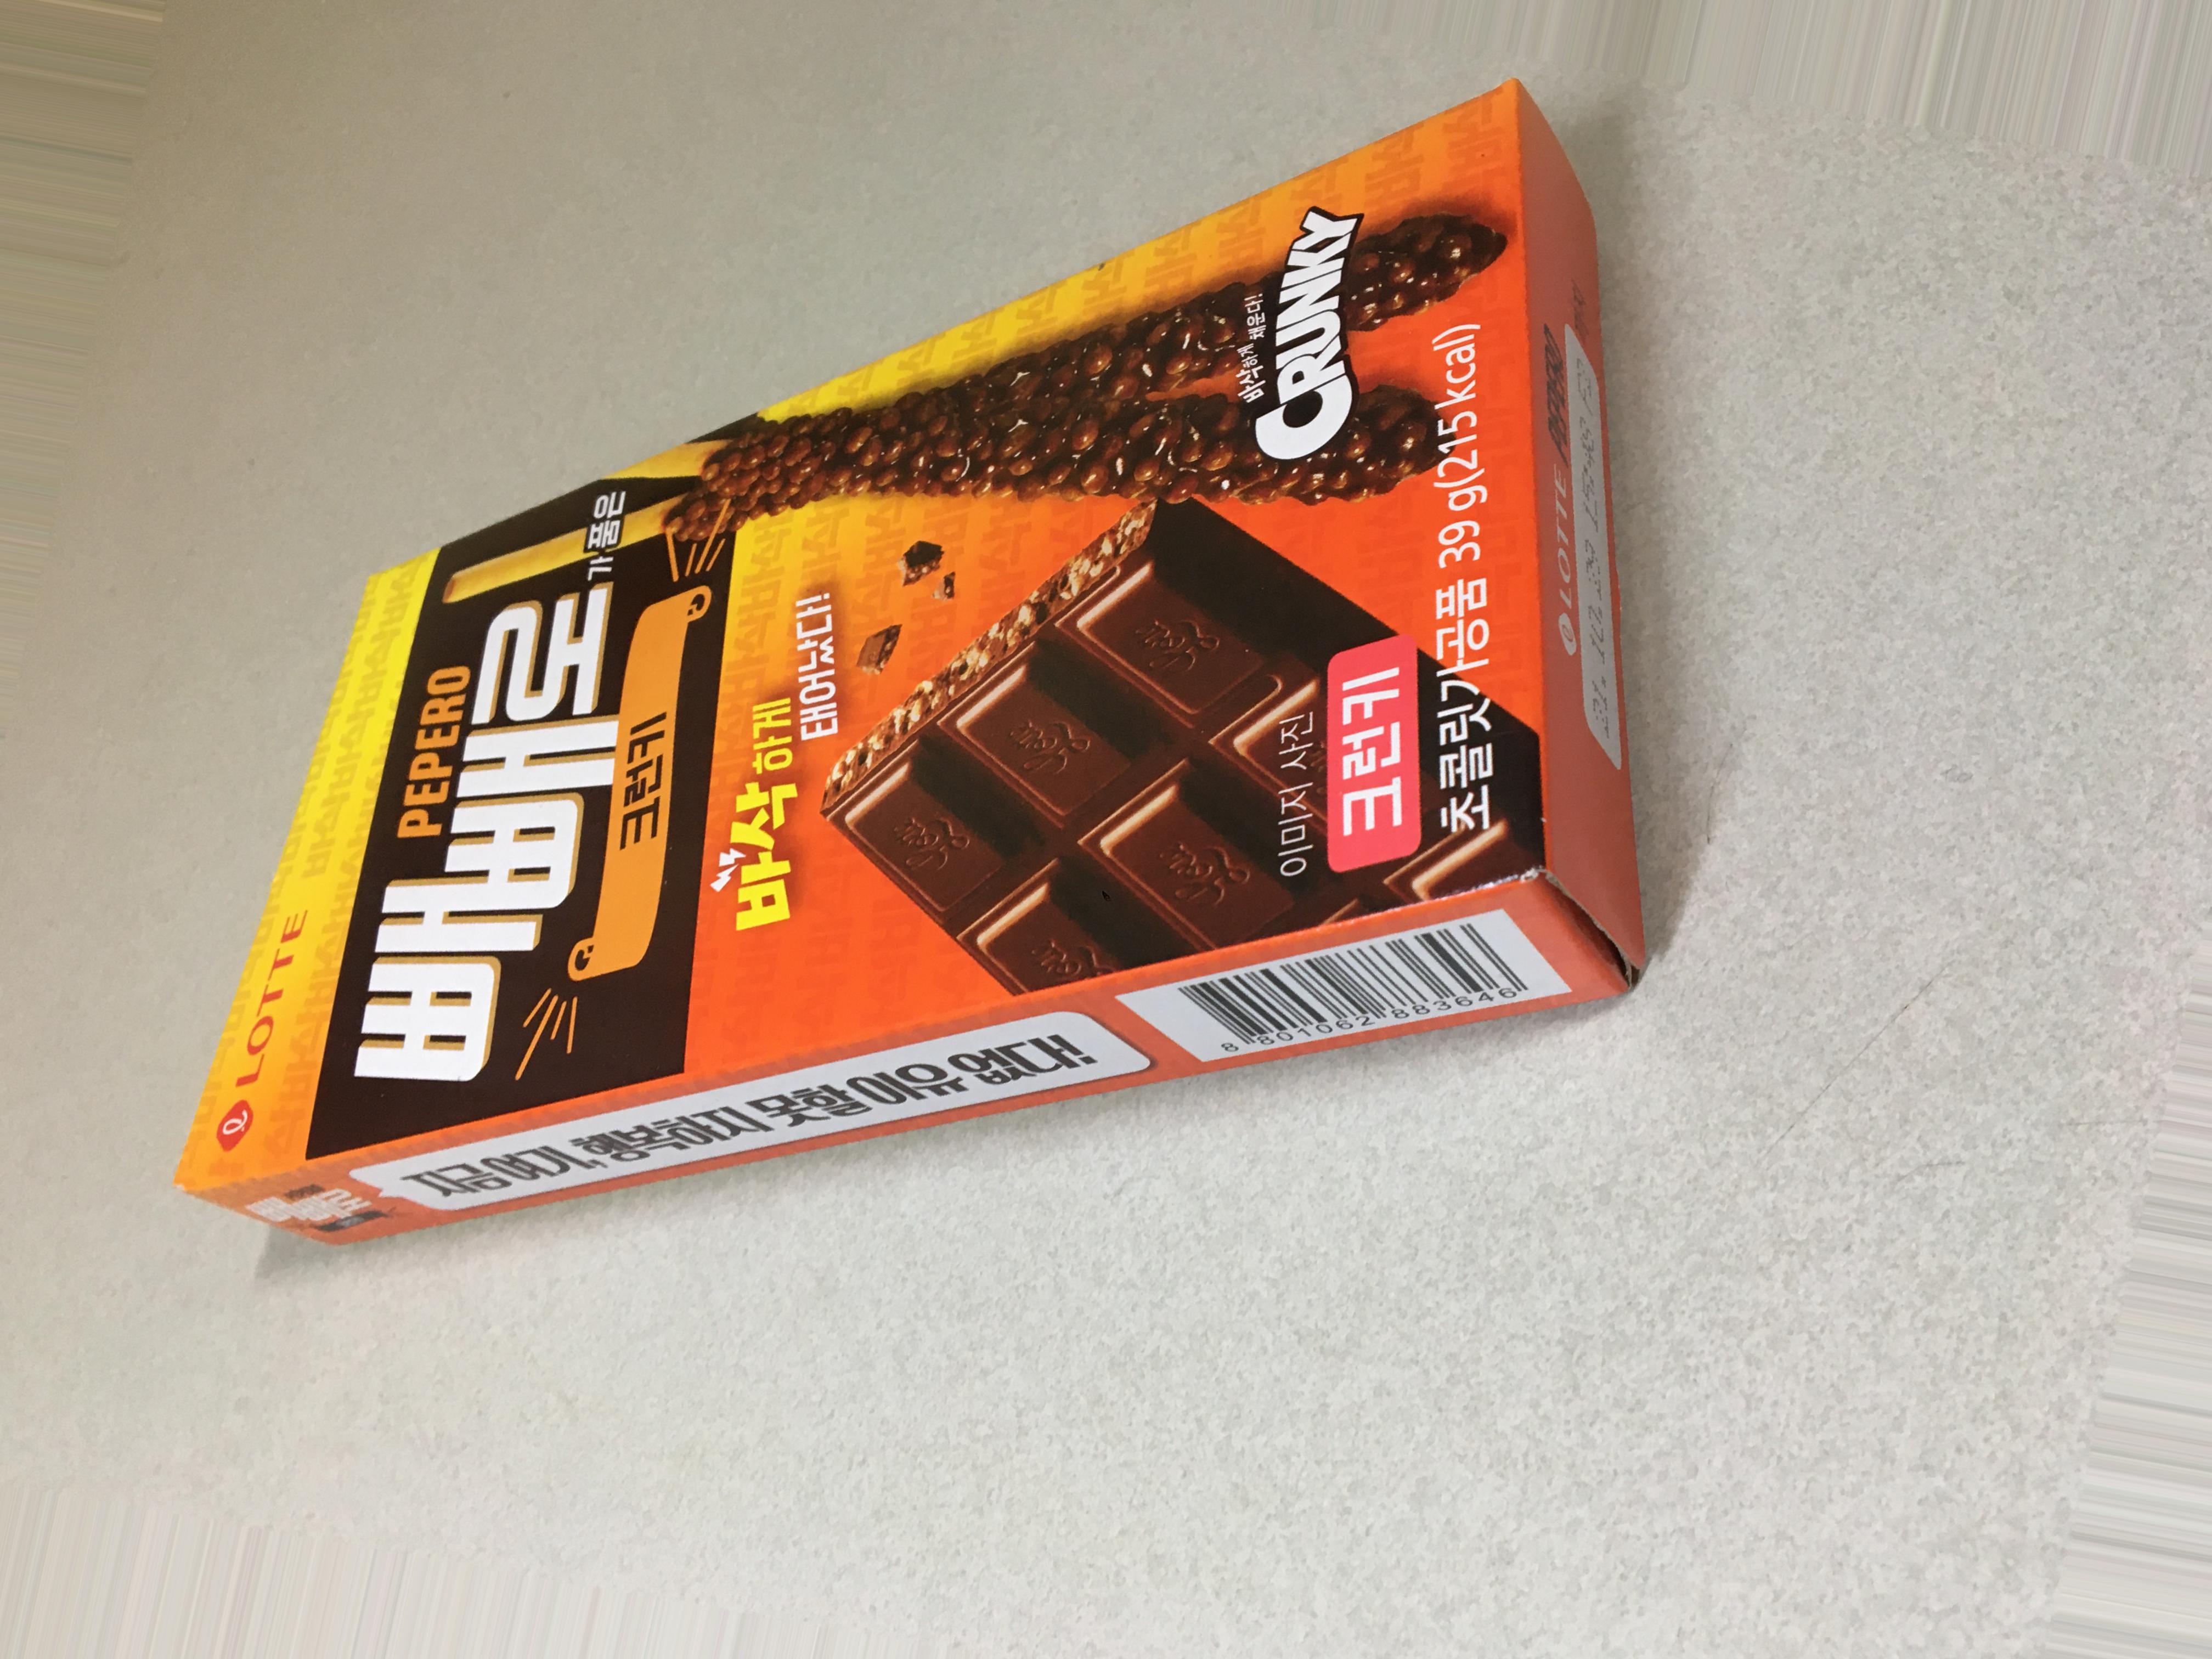 LOTTE
PEPERO
빼빼로
가 품은
크런키
바삭하게
태어났다!
바삭하게 채운다!
CRUNKY
이미지 사진
크런키
초콜릿가공품 39 g(215 kcal)
지금 여기, 행복하지 못할 이유 없다!
8 801062 883646
LOTTE
빼빼로